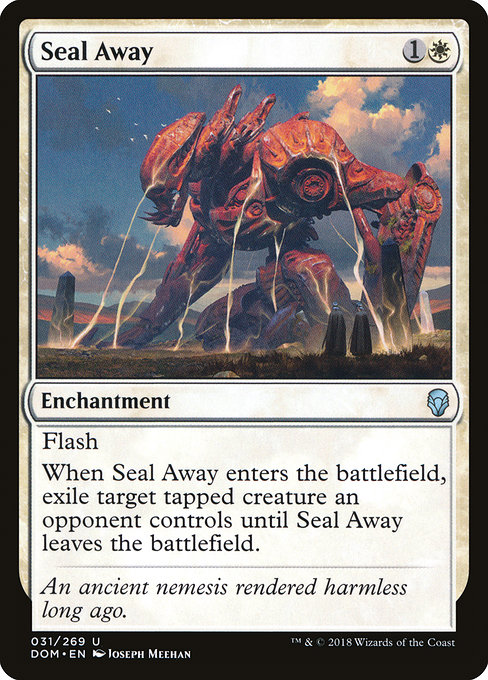 Seal Away 1
Enchantment
Flash
When Seal Away enters the battlefield,
exile target tapped creature an
opponent controls until Seal Away
leaves the battlefield.
An ancient nemesis rendered harmless
long ago.
031/269 U
DOM • EN Joseph Meehan
™ & © 2018 Wizards of the Coast